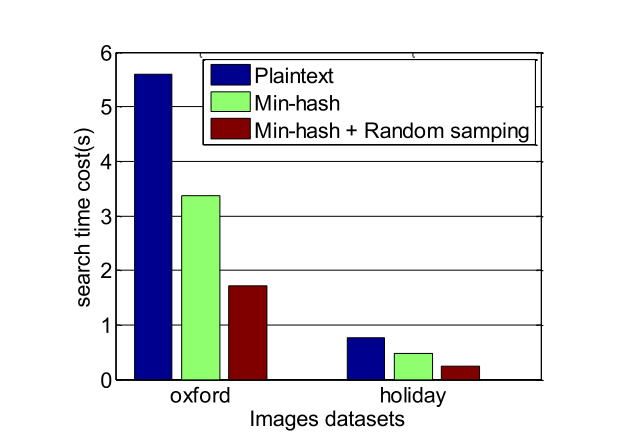 6
5
4
3
2
1
0
search time cost(s)
Plaintext
Min-hash
Min-hash + Random samping
oxford
holiday
Images datasets